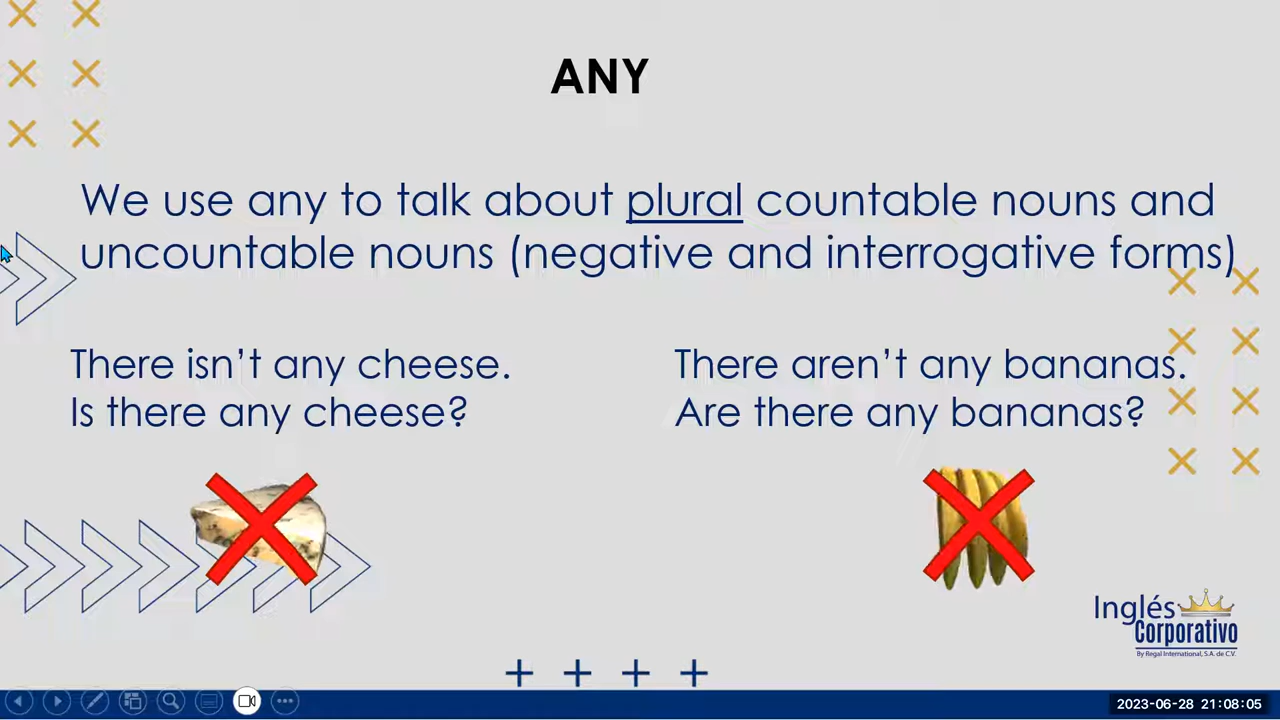 ANY
We use any to talk about plural countable nouns and
uncountable nouns (negative and interrogative forms)
There isn't any cheese.
Is there any cheese?
There aren't any bananas.
Are there any bananas?
Inglés
Corporativo
By Regal International, S.A. de C.V.
2023-06-28 21:08:05